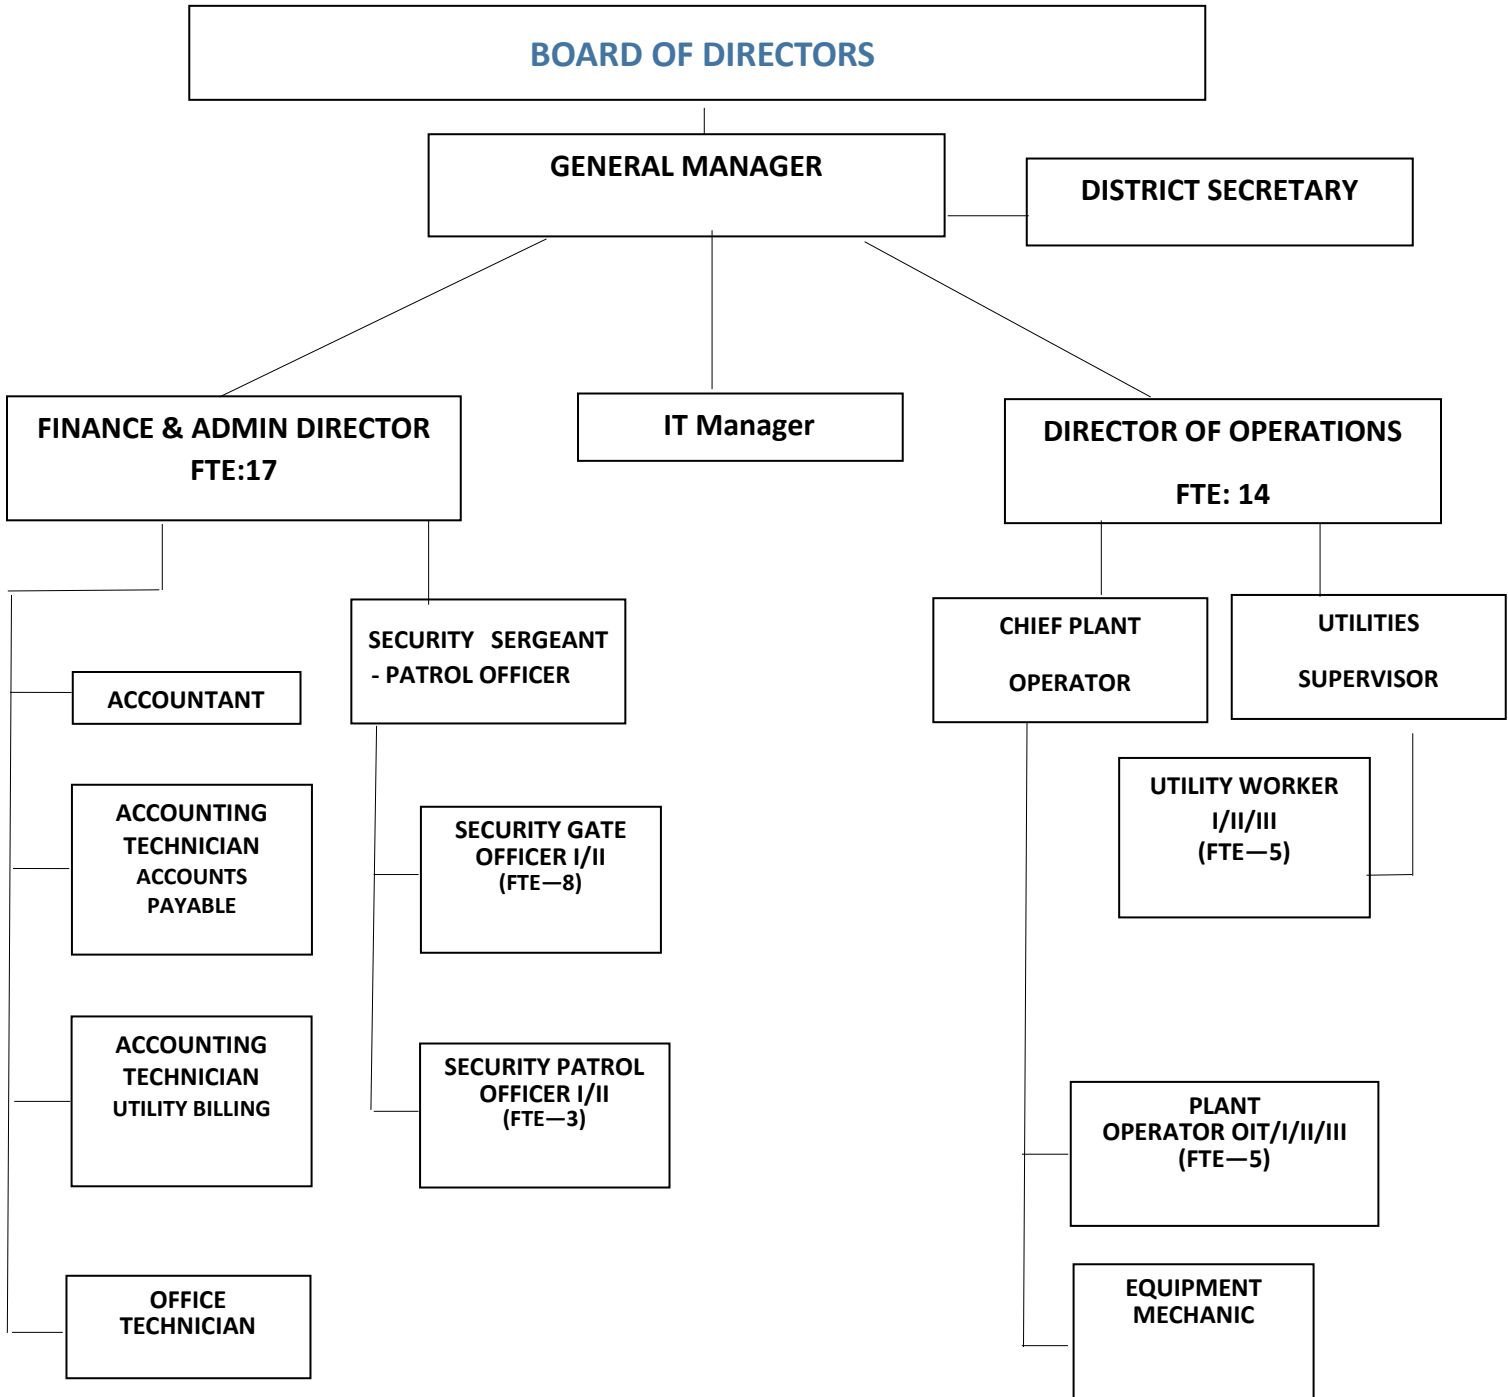 BOARD OF DIRECTORS
GENERAL MANAGER
DISTRICT SECRETARY
FINANCE & ADMIN DIRECTOR
FTE:17
IT Manager
DIRECTOR OF OPERATIONS
FTE: 14
SECURITY SERGEANT
- PATROL OFFICER
CHIEF PLANT
OPERATOR
UTILITIES
SUPERVISOR
ACCOUNTANT
ACCOUNTING
TECHNICIAN
ACCOUNTS
PAYABLE
SECURITY GATE
OFFICER I/II
(FTE—8)
UTILITY WORKER
I/II/III
(FTE—5)
ACCOUNTING
TECHNICIAN
UTILITY BILLING
SECURITY PATROL
OFFICER I/II
(FTE—3)
PLANT
OPERATOR OIT/I/II/III
(FTE—5)
OFFICE
TECHNICIAN
EQUIPMENT
MECHANIC